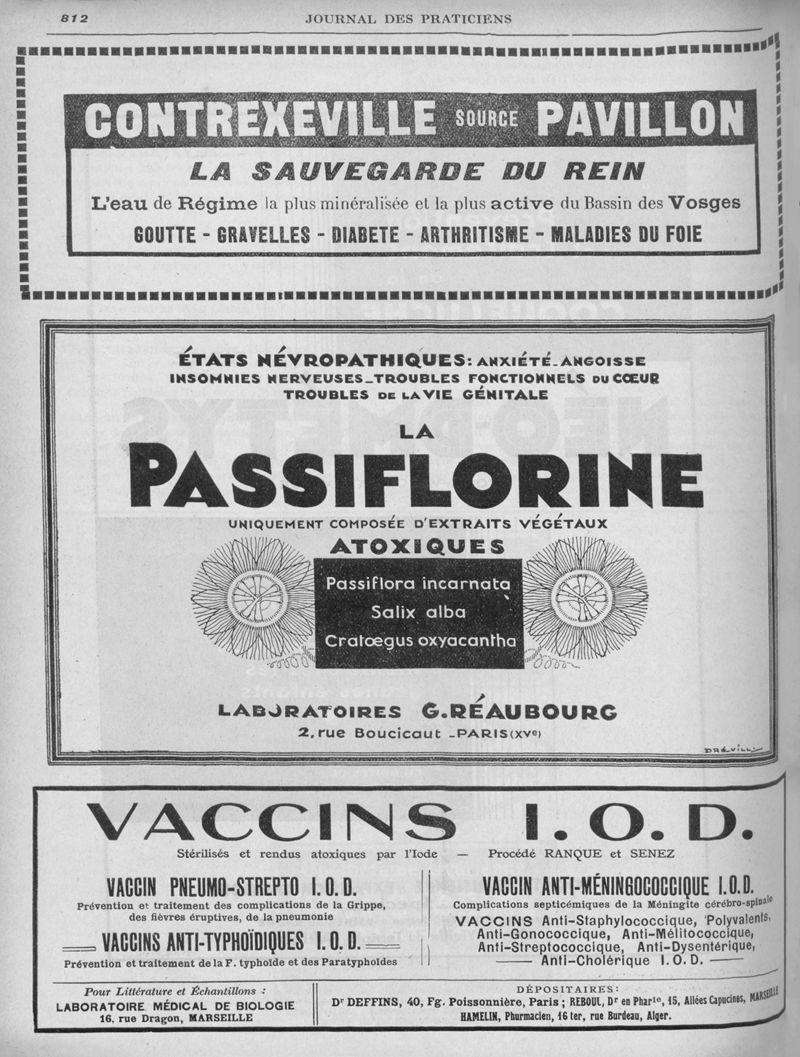 812
JOURNAL DES PRATICIENS
CONTREXEVILLE SOURCE PAVILLON
LA SAUVEGARDE DU REIN
L'eau de Régime la plus minéralisée et la plus active du Bassin des Vosges
GOUTTE - GRAVELLES - DIABETE - ARTHRITISME - MALADIES DU FOIE
ÉTATS NÉVROPATHIQUES: ANXIÉTÉ-ANGOISSE
INSOMNIES NERVEUSES-TROUBLES FONCTIONNELS DU CŒUR
TROUBLES DE LA VIE GÉNITALE
LA
PASSIFLORINE
UNIQUEMENT COMPOSÉE D'EXTRAITS VÉGÉTAUX
ATOXIQUES
Passiflora incarnata
Salix alba
Cratœgus oxyacantha
LABORATOIRES G.RÉAUBOURG
2, rue Boucicaut - PARIS (XVe)
VACCINS I.O.D.
Stérilisés et rendus atoxiques par l'Iode — Procédé RANQUE et SENEZ
VACCIN PNEUMO-STREPTO I.O.D.
Prévention et traitement des complications de la Grippe,
des fièvres éruptives, de la pneumonie
VACCINS ANTI-TYPHOÏDIQUES I.O.D.
Prévention et traitement de la F. typhoïde et des Paratyphoïdes
VACCIN ANTI-MÉNINGOCOCCIQUE I.O.D.
Complications septicémiques de la Méningite cérébro-spinale
VACCINS Anti-Staphylococcique, Polyvalents,
Anti-Gonococcique, Anti-Mélitococcique,
Anti-Streptococcique, Anti-Dysentérique,
Anti-Cholérique I.O.D.
Pour Littérature et Échantillons :
LABORATOIRE MÉDICAL DE BIOLOGIE
16, rue Dragon, MARSEILLE
DÉPOSITAIRES:
Dr DEFFINS, 40, Fg. Poissonnière, Paris ; REBOUL, Dr en Pharie, 15, Allées Capucines, MARSEILLE
HAMELIN, Phurmacien, 16 ter, rue Burdeau, Alger.